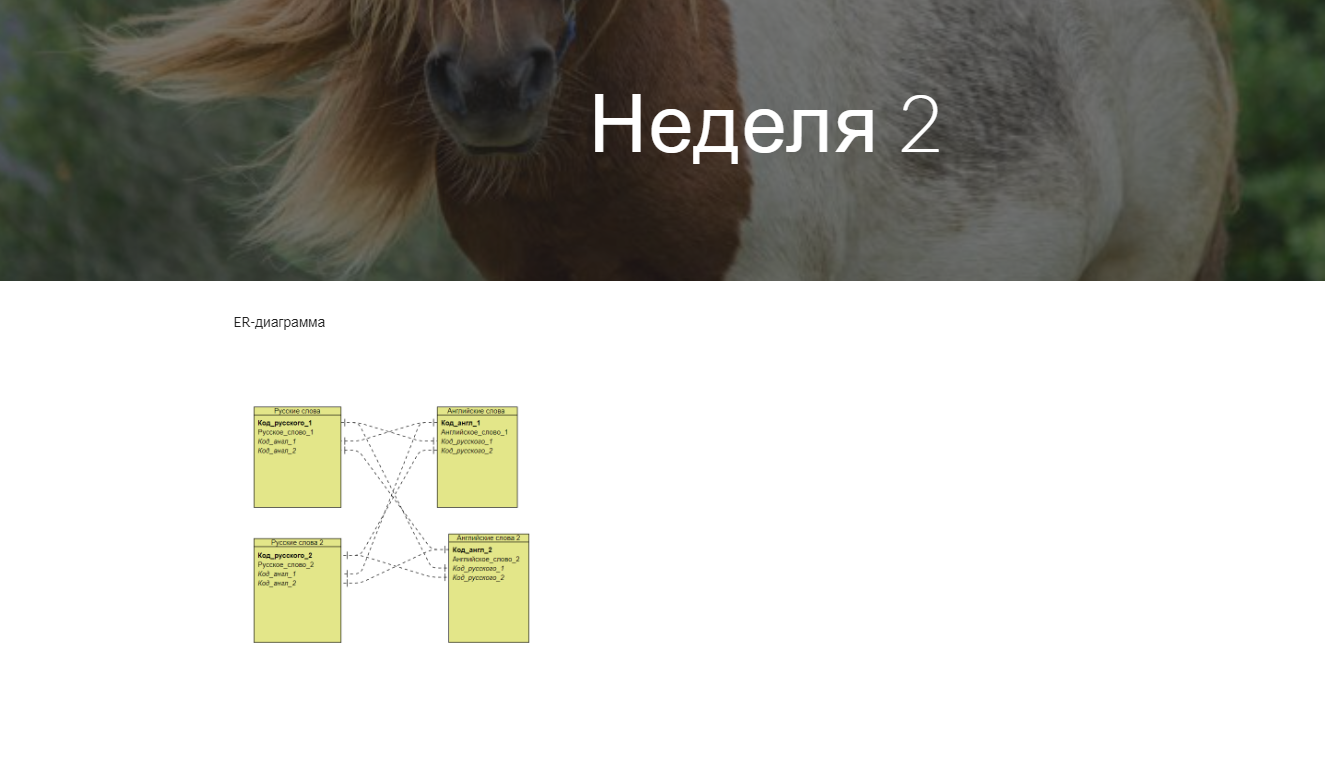 Неделя 2
ER-диаграмма
Русские слова
Код_русского_1
Русское_слово_1
Код_англ_1
Код_англ_2
Английские слова
Код_англ_1
Английское_слово_1
Код_русского_1
Код_русского_2
Русские слова 2
Код_русского_2
Русское_слово_2
Код_англ_1
Код_англ_2
Английские слова 2
Код_англ_2
Английское_слово_2
Код_русского_1
Код_русского_2